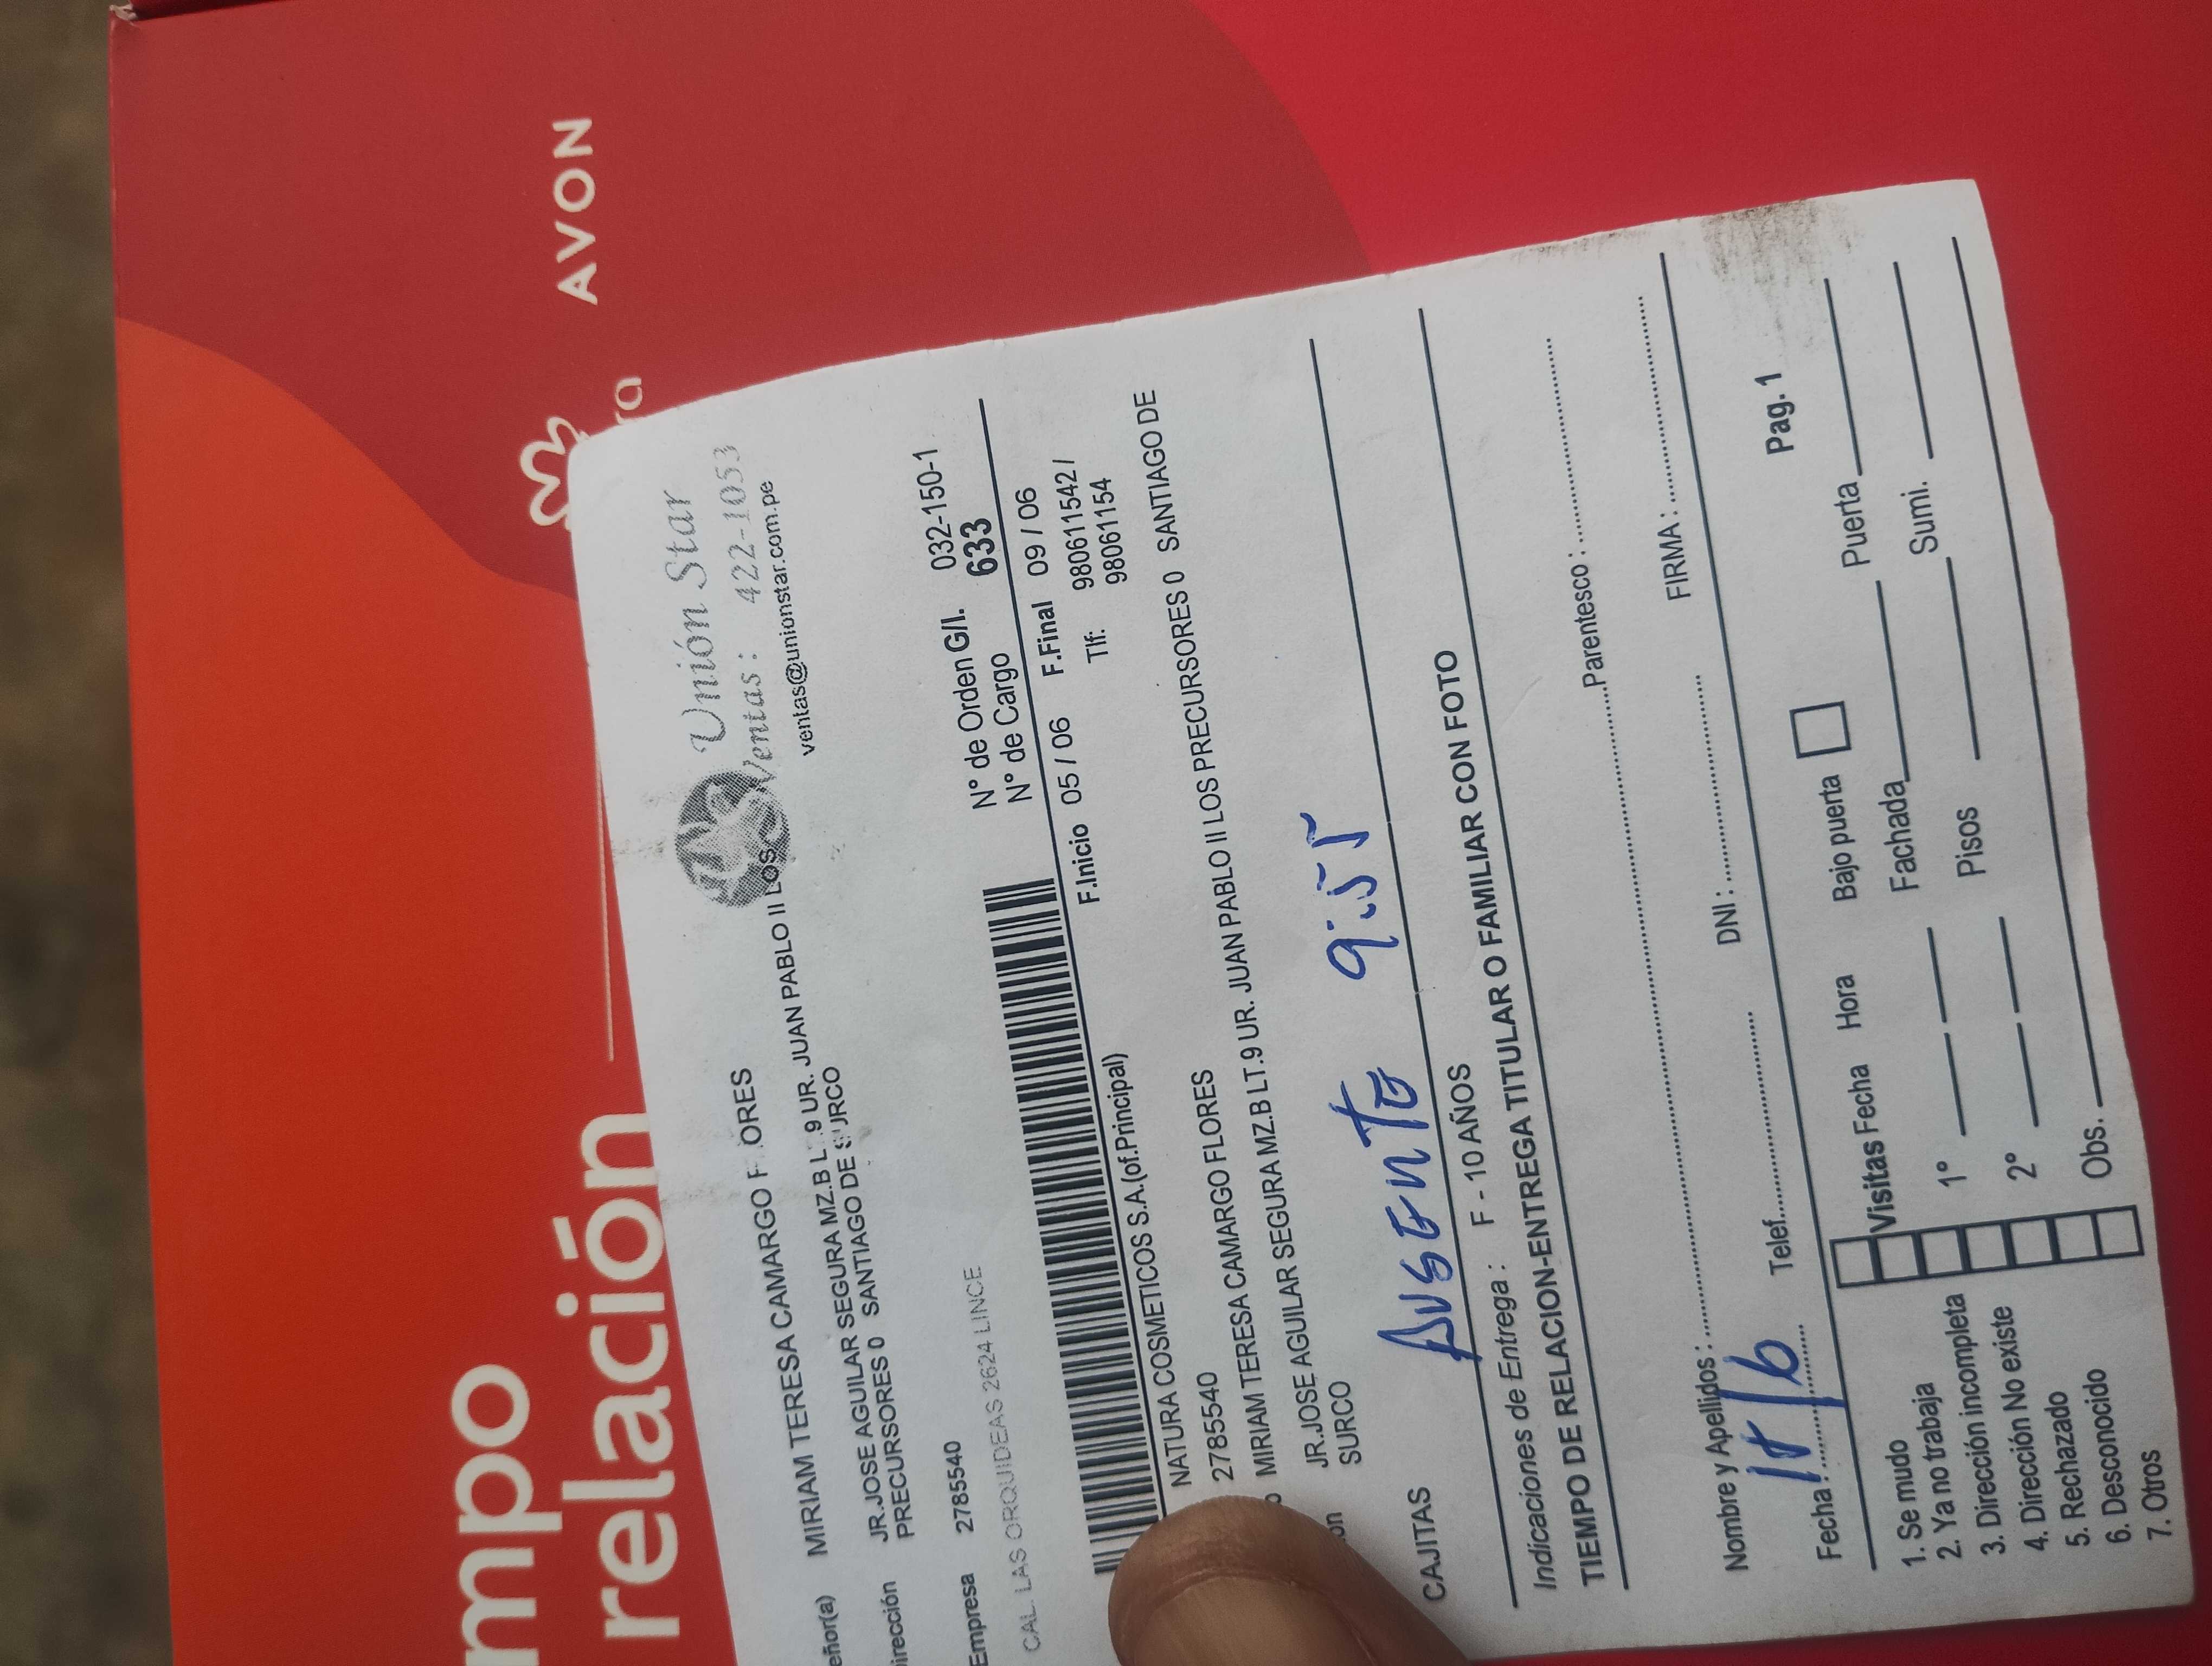 mpo
relación
AVON
Unión Star
Ventas: 422-1053
ventas@unionstar.com.pe
eñor(a) MIRIAM TERESA CAMARGO F ORES
irección JR.JOSE AGUILAR SEGURA MZ.B L .9 UR. JUAN PABLO II LOS
PRECURSORES 0 SANTIAGO DE SURCO
Empresa 2785540
CAL. LAS ORQUIDEAS 2624 LINCE
N° de Orden G/I. 032-150-1
N° de Cargo 633
F.Inicio 05 / 06 F.Final 09 / 06
Tlf: 980611542 /
98061154
NATURA COSMETICOS S.A.(of.Principal)
2785540
MIRIAM TERESA CAMARGO FLORES
JR.JOSE AGUILAR SEGURA MZ.B LT.9 UR. JUAN PABLO II LOS PRECURSORES 0 SANTIAGO DE
SURCO
CAJITAS
AUSENTE
Indicaciones de Entrega : F - 10 AÑOS
TIEMPO DE RELACION-ENTREGA TITULAR O FAMILIAR CON FOTO
Nombre y Apellidos : Parentesco :
Fecha : Telef. DNI : FIRMA :
Pag. 1
1. Se mudo
2. Ya no trabaja
3. Dirección incompleta
4. Dirección No existe
5. Rechazado
6. Desconocido
7. Otros
Visitas Fecha Hora Bajo puerta
1°
2°
Obs.
Fachada Puerta
Pisos Sumi.